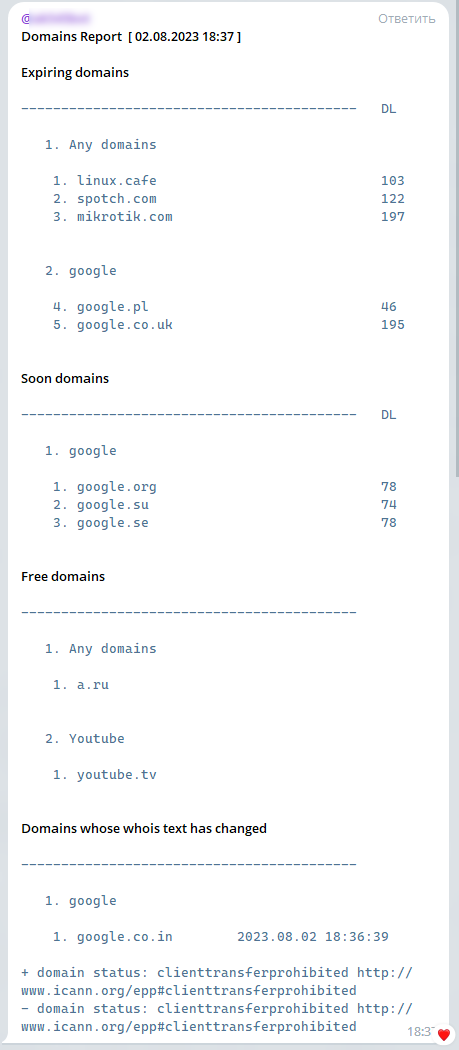 @
Ответить
Domains Report [ 02.08.2023 18:37 ]
Expiring domains
------------------------------------------ DL
1. Any domains
1. linux.cafe 103
2. spotch.com 122
3. mikrotik.com 197
2. google
4. google.pl 46
5. google.co.uk 195
Soon domains
------------------------------------------ DL
1. google
1. google.org 78
2. google.su 74
3. google.se 78
Free domains
------------------------------------------
1. Any domains
1. a.ru
2. Youtube
1. youtube.tv
Domains whose whois text has changed
------------------------------------------
1. google
1. google.co.in 2023.08.02 18:36:39
+ domain status: clienttransferprohibited http://
www.icann.org/epp#clienttransferprohibited
- domain status: clienttransferprohibited http://
www.icann.org/epp#clienttransferprohibited